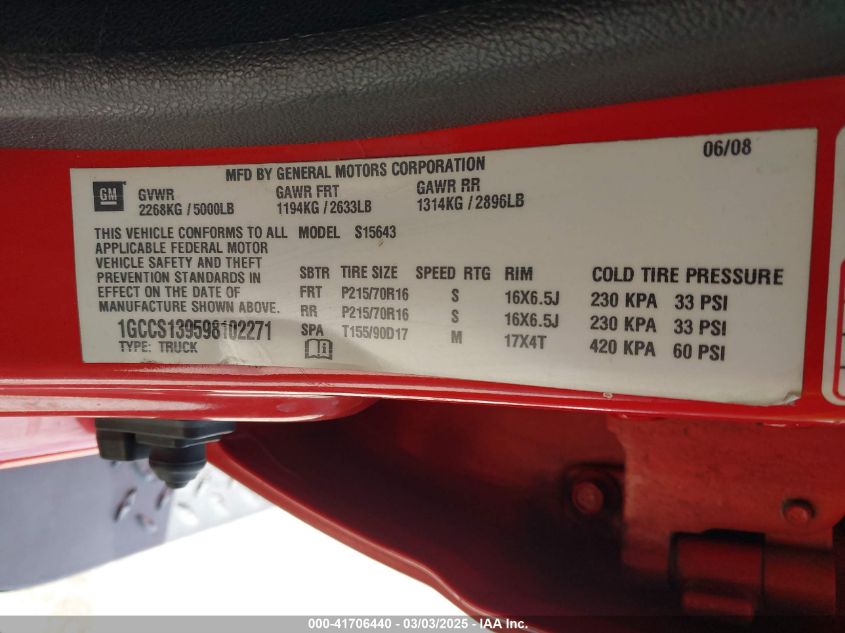 06/08
MFD BY GENERAL MOTORS CORPORATION
GM
GVWR GAWR FRT GAWR RR
2268KG / 5000LB 1194KG / 2633LB 1314KG / 2896LB
THIS VEHICLE CONFORMS TO ALL MODEL S15643
APPLICABLE FEDERAL MOTOR
VEHICLE SAFETY AND THEFT
PREVENTION STANDARDS IN SBTR TIRE SIZE SPEED RTG RIM COLD TIRE PRESSURE
EFFECT ON THE DATE OF FRT P215/70R16 S 16X6.5J 230 KPA 33 PSI
MANUFACTURE SHOWN ABOVE. RR P215/70R16 S 16X6.5J 230 KPA 33 PSI
1GCCS139598102271 SPA T155/90D17 M 17X4T 420 KPA 60 PSI
TYPE: TRUCK
000-41706440 - 03/03/2025 - IAA Inc.